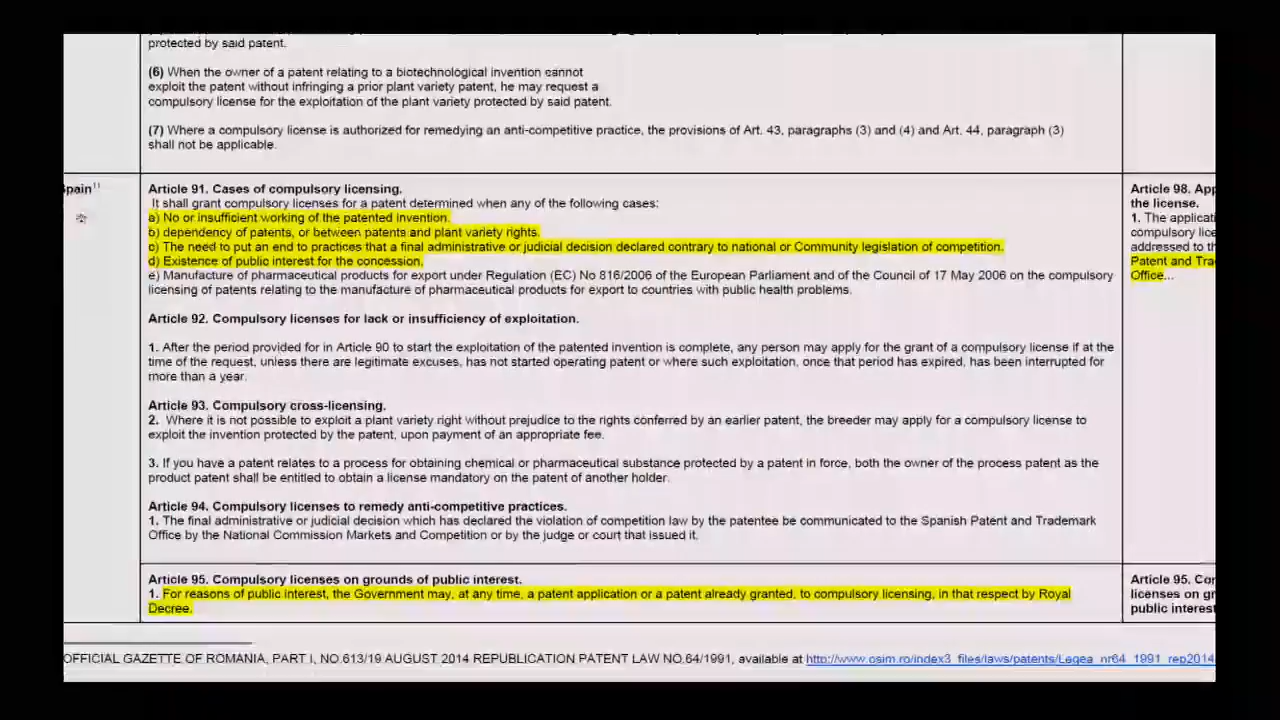 protected by said patent.
(6) When the owner of a patent relating to a biotechnological invention cannot
exploit the patent without infringing a prior plant variety patent, he may request a
compulsory license for the exploitation of the plant variety protected by said patent.
(7) Where a compulsory license is authorized for remedying an anti-competitive practice, the provisions of Art. 43, paragraphs (3) and (4) and Art. 44, paragraph (3)
shall not be applicable.
Spain¹¹
Article 91. Cases of compulsory licensing.
It shall grant compulsory licenses for a patent determined when any of the following cases:
a) No or insufficient working of the patented invention.
b) dependency of patents, or between patents and plant variety rights.
c) The need to put an end to practices that a final administrative or judicial decision declared contrary to national or Community legislation of competition.
d) Existence of public interest for the concession.
e) Manufacture of pharmaceutical products for export under Regulation (EC) No 816/2006 of the European Parliament and of the Council of 17 May 2006 on the compulsory
licensing of patents relating to the manufacture of pharmaceutical products for export to countries with public health problems.
Article 92. Compulsory licenses for lack or insufficiency of exploitation.
1. After the period provided for in Article 90 to start the exploitation of the patented invention is complete, any person may apply for the grant of a compulsory license if at the
time of the request, unless there are legitimate excuses, has not started operating patent or where such exploitation, once that period has expired, has been interrupted for
more than a year.
Article 93. Compulsory cross-licensing.
2. Where it is not possible to exploit a plant variety right without prejudice to the rights conferred by an earlier patent, the breeder may apply for a compulsory license to
exploit the invention protected by the patent, upon payment of an appropriate fee.
3. If you have a patent relates to a process for obtaining chemical or pharmaceutical substance protected by a patent in force, both the owner of the process patent as the
product patent shall be entitled to obtain a license mandatory on the patent of another holder.
Article 94. Compulsory licenses to remedy anti-competitive practices.
1. The final administrative or judicial decision which has declared the violation of competition law by the patentee be communicated to the Spanish Patent and Trademark
Office by the National Commission Markets and Competition or by the judge or court that issued it.
Article 98. App
the license.
1. The applicati
compulsory lice
addressed to th
Patent and Trad
Office...
Article 95. Compulsory licenses on grounds of public interest.
1. For reasons of public interest, the Government may, at any time, a patent application or a patent already granted, to compulsory licensing, in that respect by Royal
Decree.
Article 95. Cor
licenses on gr
public interest
OFFICIAL GAZETTE OF ROMANIA, PART I, NO.613/19 AUGUST 2014 REPUBLICATION PATENT LAW NO.64/1991, available at http://www.osim.ro/index3_files/laws/patents/Legea_nr64_1991_rep2014